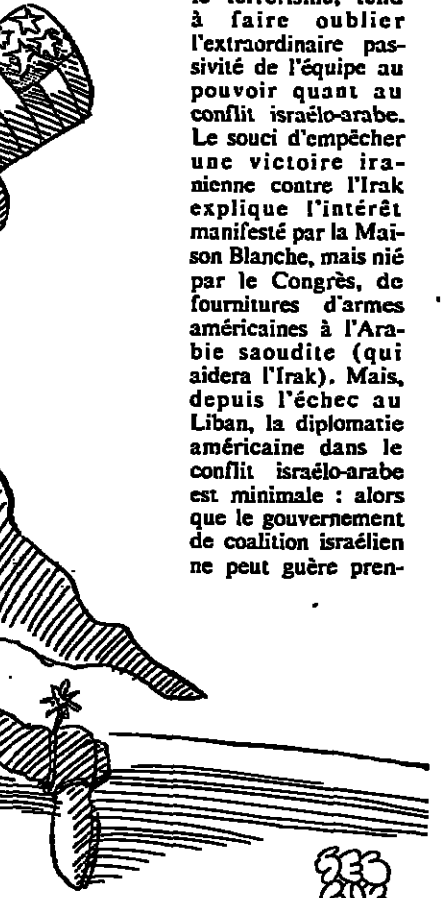 le terrorisme, tend
à faire oublier
l'extraordinaire pas-
sivité de l'équipe au
pouvoir quant au
conflit israélo-arabe.
Le souci d'empêcher
une victoire ira-
nienne contre l'Irak
explique l'intérêt
manifesté par la Mai-
son Blanche, mais nié
par le Congrès, de
fournitures d'armes
américaines à l'Ara-
bie saoudite (qui
aidera l'Irak). Mais,
depuis l'échec au
Liban, la diplomatie
américaine dans le
conflit israélo-arabe
est minimale : alors
que le gouvernement
de coalition israélien
ne peut guère pren-